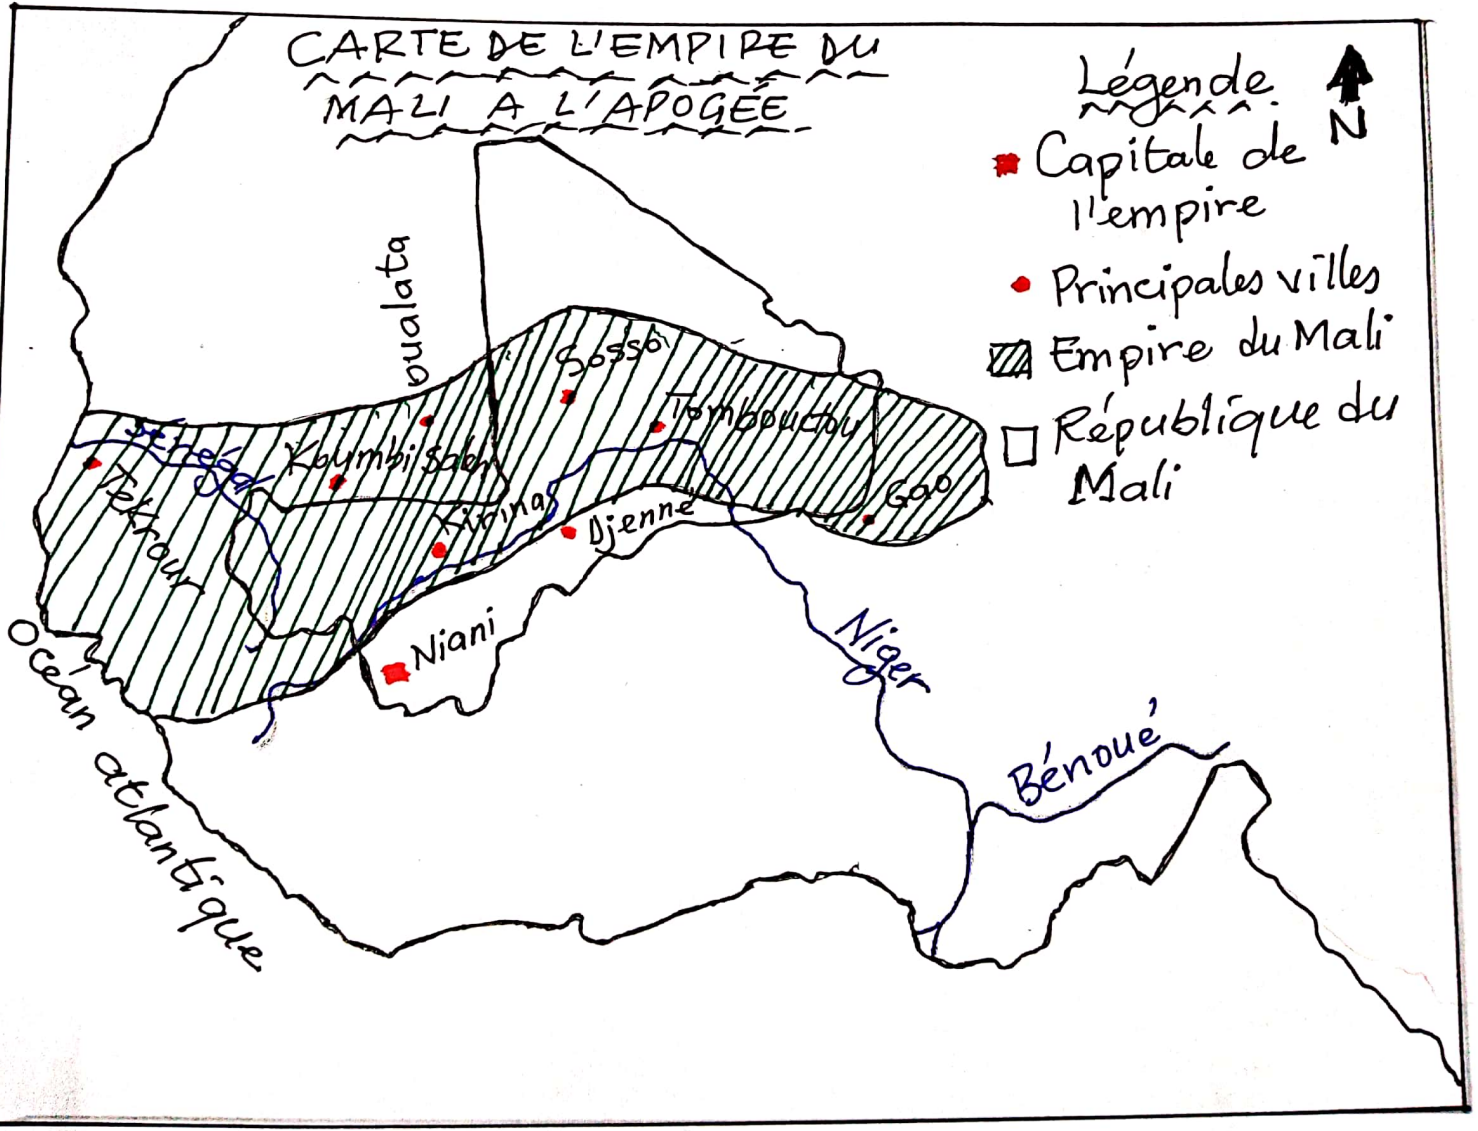 CARTE DE L'EMPIRE DU
MALI A L'APOGÉE
Légende
N
Capitale de
l'empire
Principales villes
Empire du Mali
République du
Mali
oualata
Sosso
Tombouctou
Sénégal
Koumbi Saleh
Tekrour
Kirina
Djenné
Gao
Niani
Niger
Bénoué
Océan atlantique